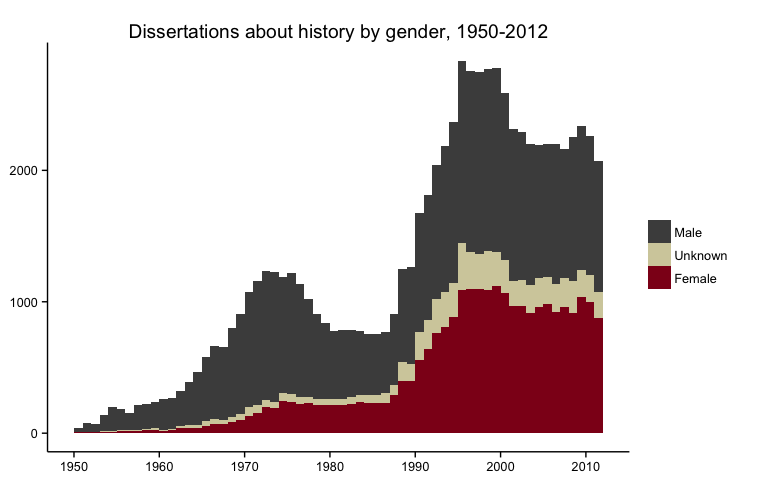 Dissertations about history by gender, 1950-2012
2000
1000
0
1950 1960 1970 1980 1990 2000 2010
Male
Unknown
Female